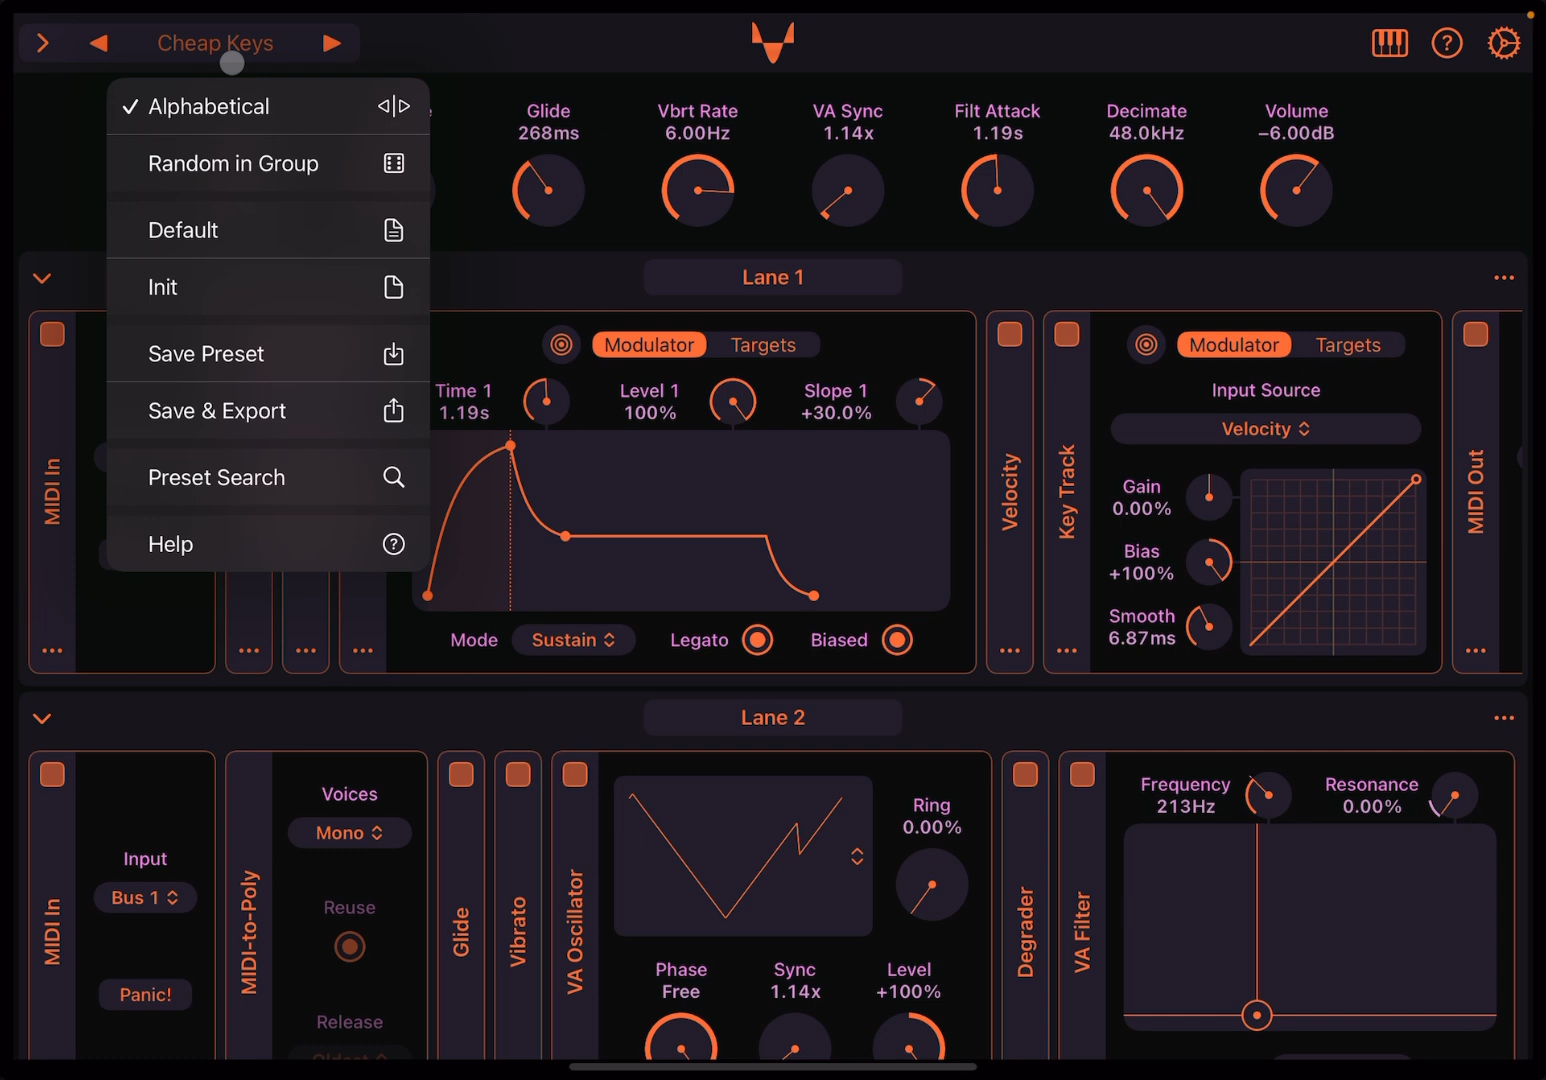 Cheap Keys
Alphabetical
Random in Group
Default
Init
Save Preset
Save & Export
Preset Search
Help
Glide
268ms
Vbrt Rate
6.00Hz
VA Sync
1.14x
Filt Attack
1.19s
Decimate
48.0kHz
Volume
−6.00dB
Lane 1
MIDI In
Modulator
Targets
Time 1
1.19s
Level 1
100%
Slope 1
+30.0%
Mode
Sustain
Legato
Biased
Velocity
Key Track
Modulator
Targets
Input Source
Velocity
Gain
0.00%
Bias
+100%
Smooth
6.87ms
MIDI Out
Lane 2
MIDI In
Input
Bus 1
Panic!
MIDI-to-Poly
Voices
Mono
Reuse
Release
Oldest
Glide
Vibrato
VA Oscillator
Ring
0.00%
Phase
Free
Sync
1.14x
Level
+100%
Degrader
VA Filter
Frequency
213Hz
Resonance
0.00%